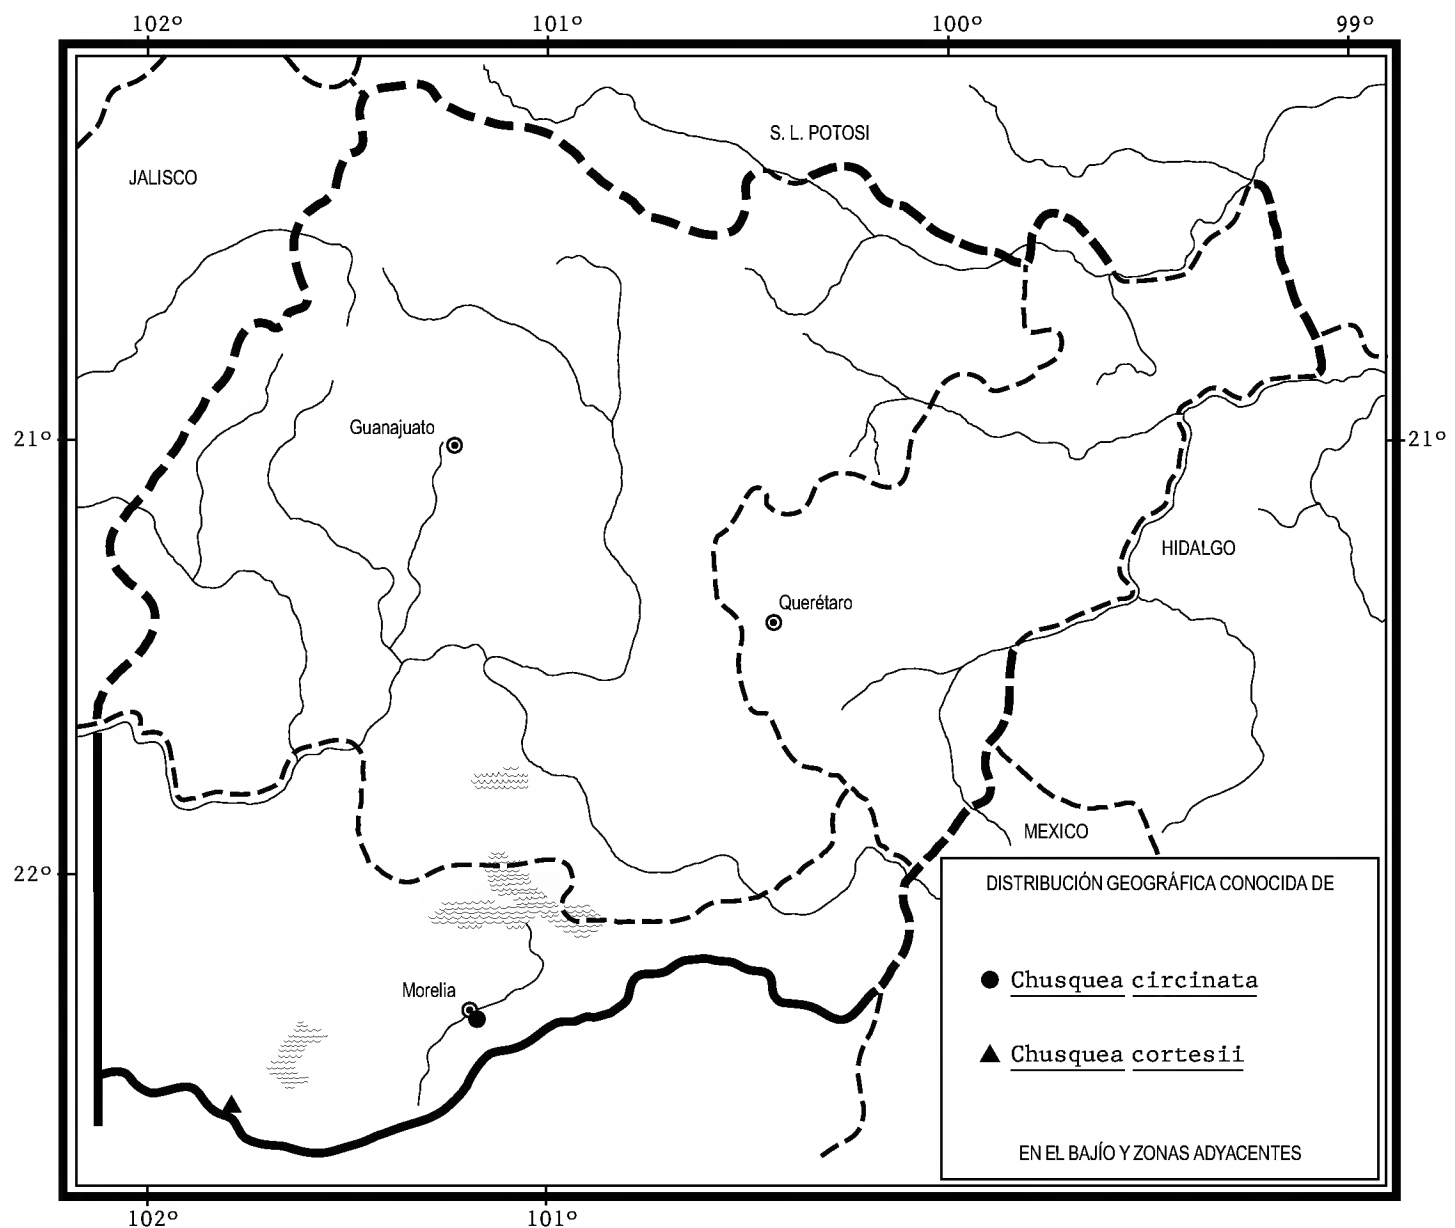 102º 101º 100º 99º
S. L. POTOSI
JALISCO
Guanajuato
21º 21º
HIDALGO
Querétaro
MEXICO
22º
DISTRIBUCIÓN GEOGRÁFICA CONOCIDA DE
Chusquea circinata
Morelia
Chusquea cortesii
EN EL BAJÍO Y ZONAS ADYACENTES
102º 101º